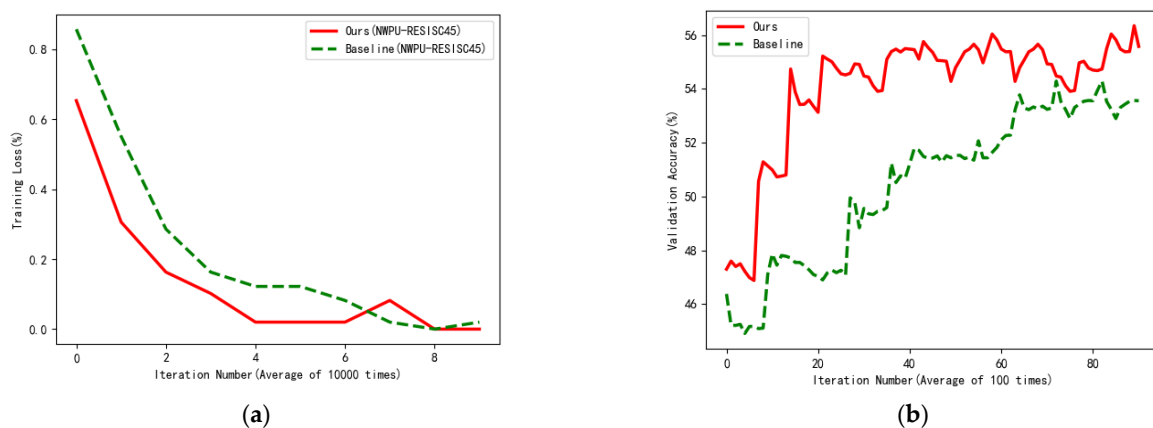 Ours(NWPU-RESISC45)
Baseline(NWPU-RESISC45)
0.8
0.6
0.4
0.2
0.0
Training Loss(%)
0 2 4 6 8
Iteration Number(Average of 10000 times)
(a)
Ours
Baseline
56
54
52
50
48
46
Validation Accuracy(%)
0 20 40 60 80
Iteration Number(Average of 100 times)
(b)